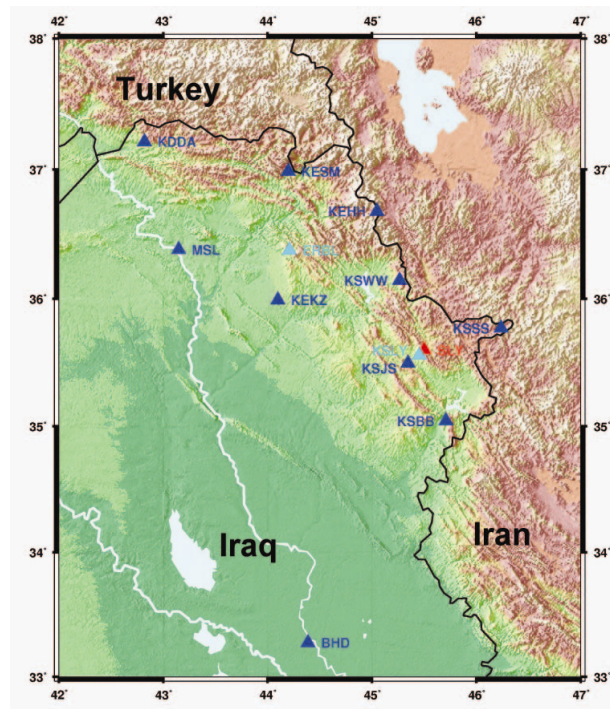 42° 43° 44° 45° 46° 47°
38° 38°
Turkey
KDDA
37° 37°
KESM
KEHH
MSL
ERBL
KSWW
36° 36°
KEKZ
KSSS
KSJS
KSBB
35° 35°
34° 34°
Iraq
Iran
BHD
33° 33°
42° 43° 44° 45° 46° 47°